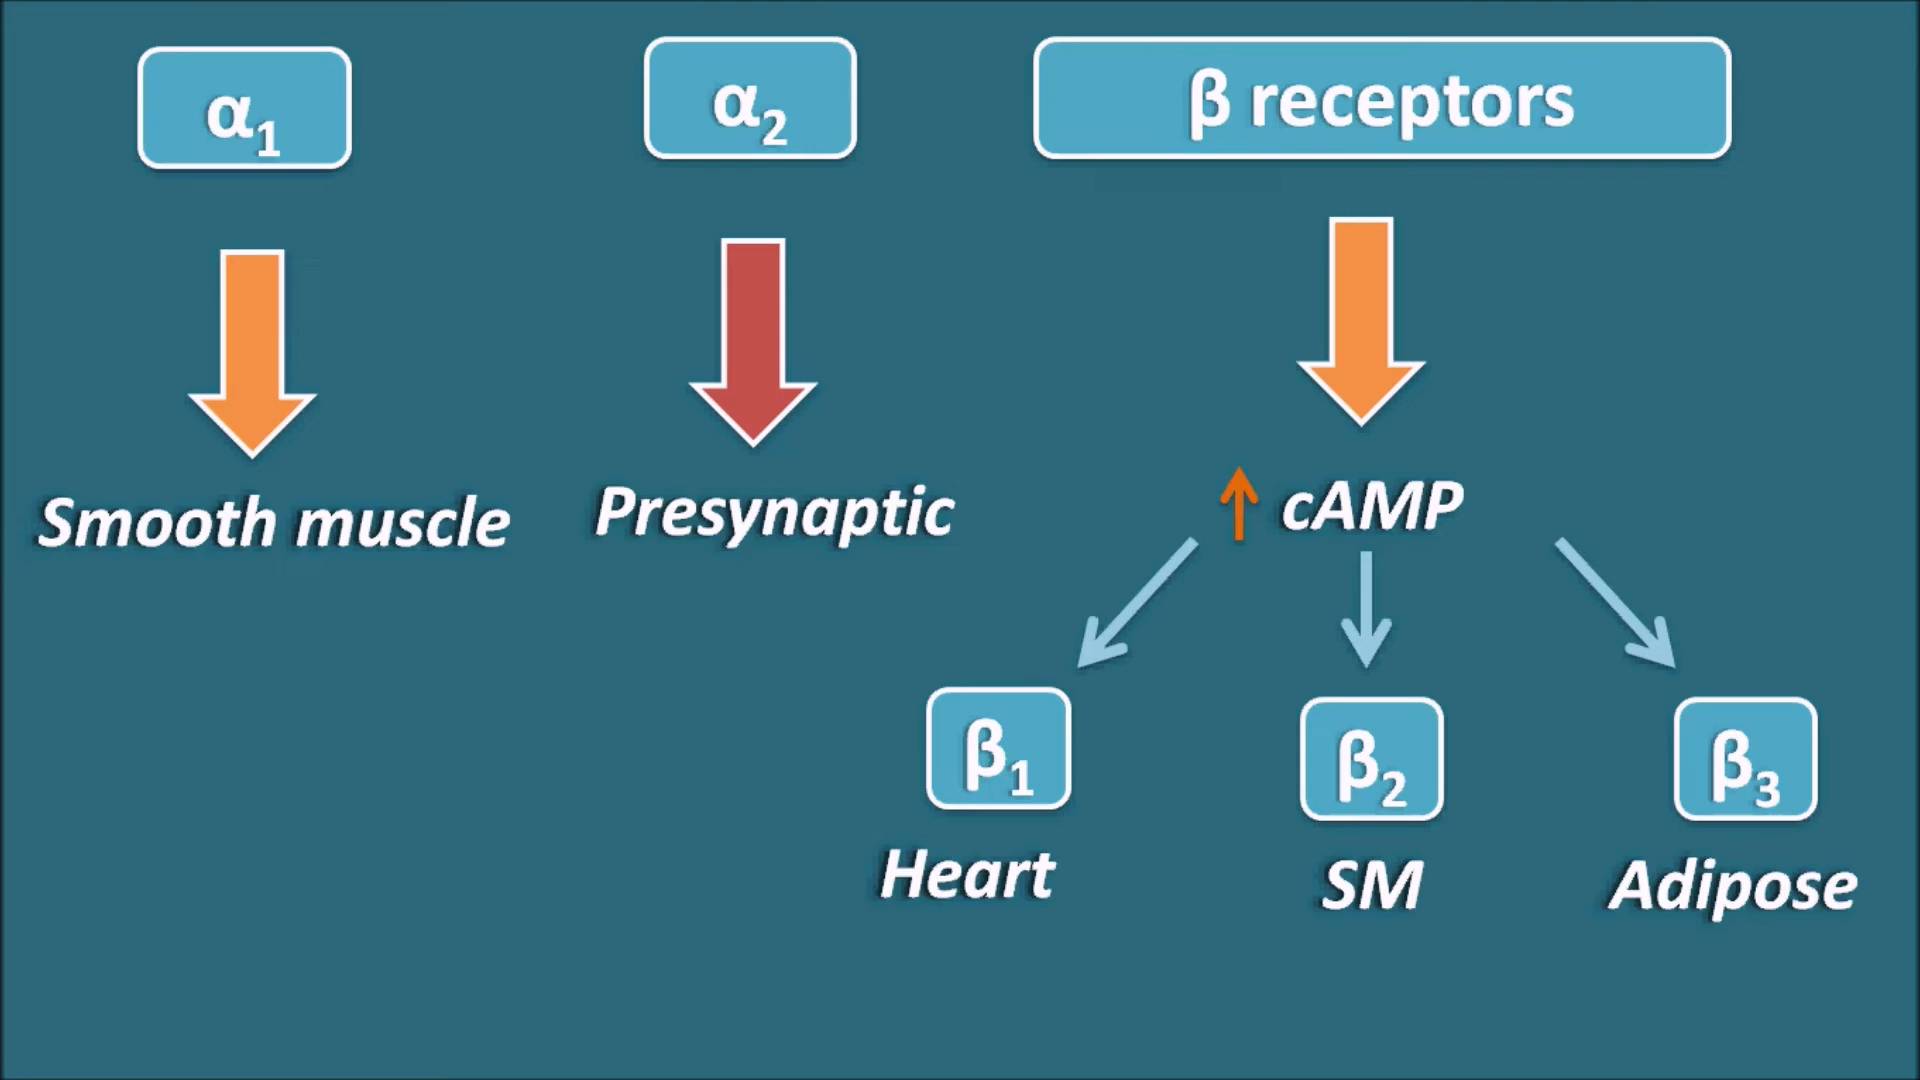 α₁
α₂
β receptors
Smooth muscle
Presynaptic
cAMP
β₁
β₂
β₃
Heart
SM
Adipose